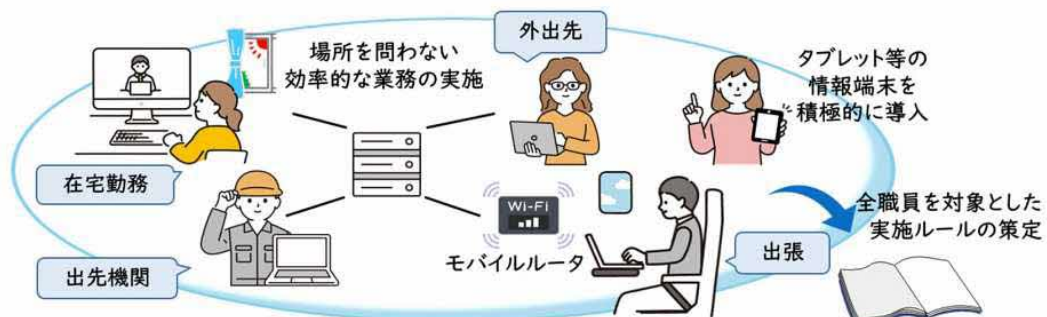 場所を問わない
効率的な業務の実施
外出先
タブレット等の
情報端末を
積極的に導入
在宅勤務
Wi-Fi
全職員を対象とした
実施ルールの策定
出先機関
モバイルルータ
出張